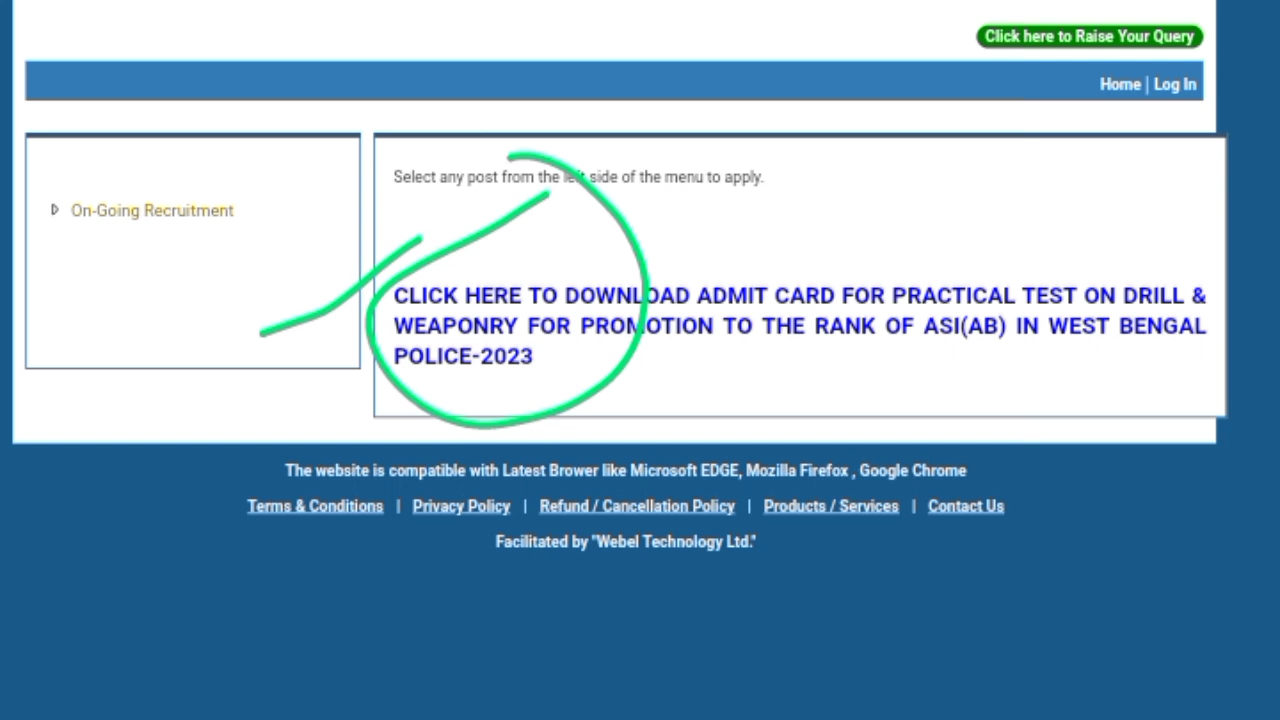 Click here to Raise Your Query
Home | Log In
Select any post from the left side of the menu to apply.
On-Going Recruitment
CLICK HERE TO DOWNLOAD ADMIT CARD FOR PRACTICAL TEST ON DRILL &
WEAPONRY FOR PROMOTION TO THE RANK OF ASI(AB) IN WEST BENGAL
POLICE-2023
The website is compatible with Latest Brower like Microsoft EDGE, Mozilla Firefox , Google Chrome
Terms & Conditions | Privacy Policy | Refund / Cancellation Policy | Products / Services | Contact Us
Facilitated by "Webel Technology Ltd."